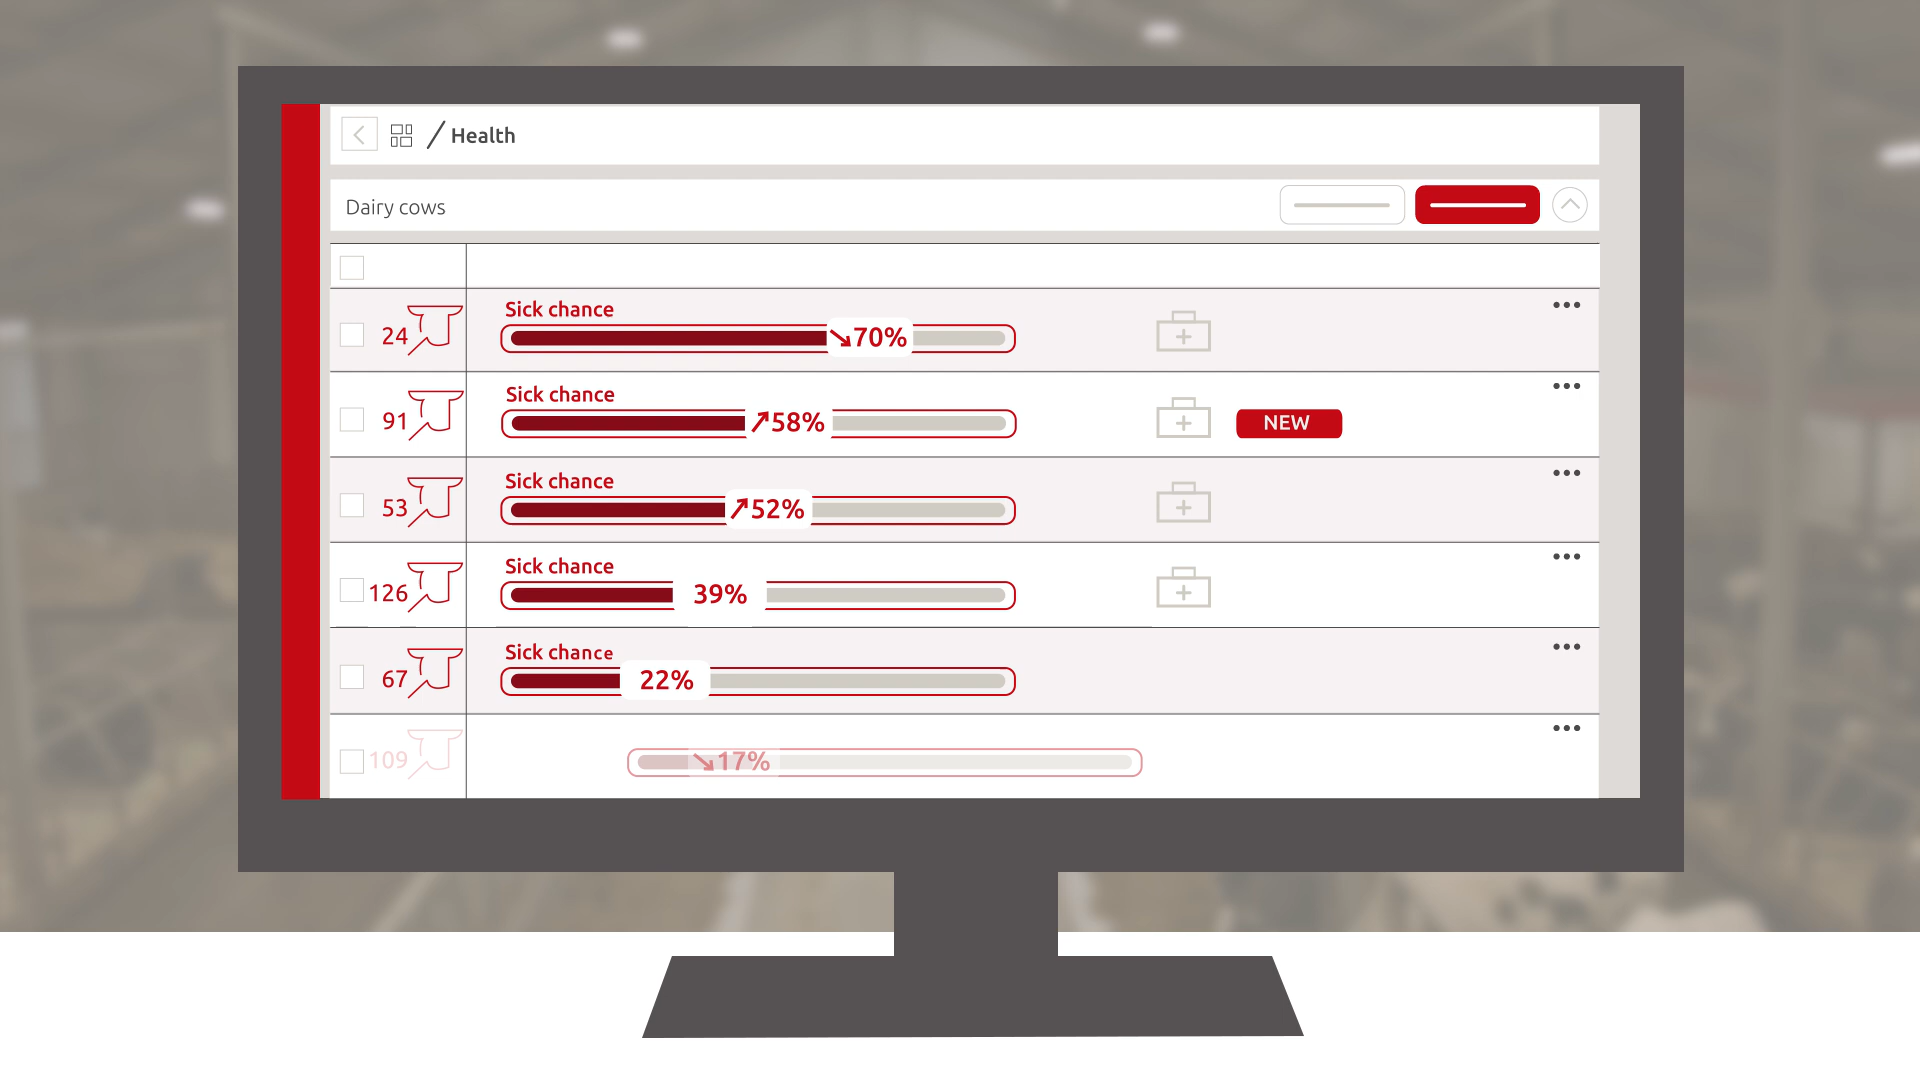 Health
Dairy cows
Sick chance
24
↘70%
Sick chance
91
↗58%
NEW
Sick chance
53
↗52%
Sick chance
126
39%
Sick chance
67
22%
109
↘17%